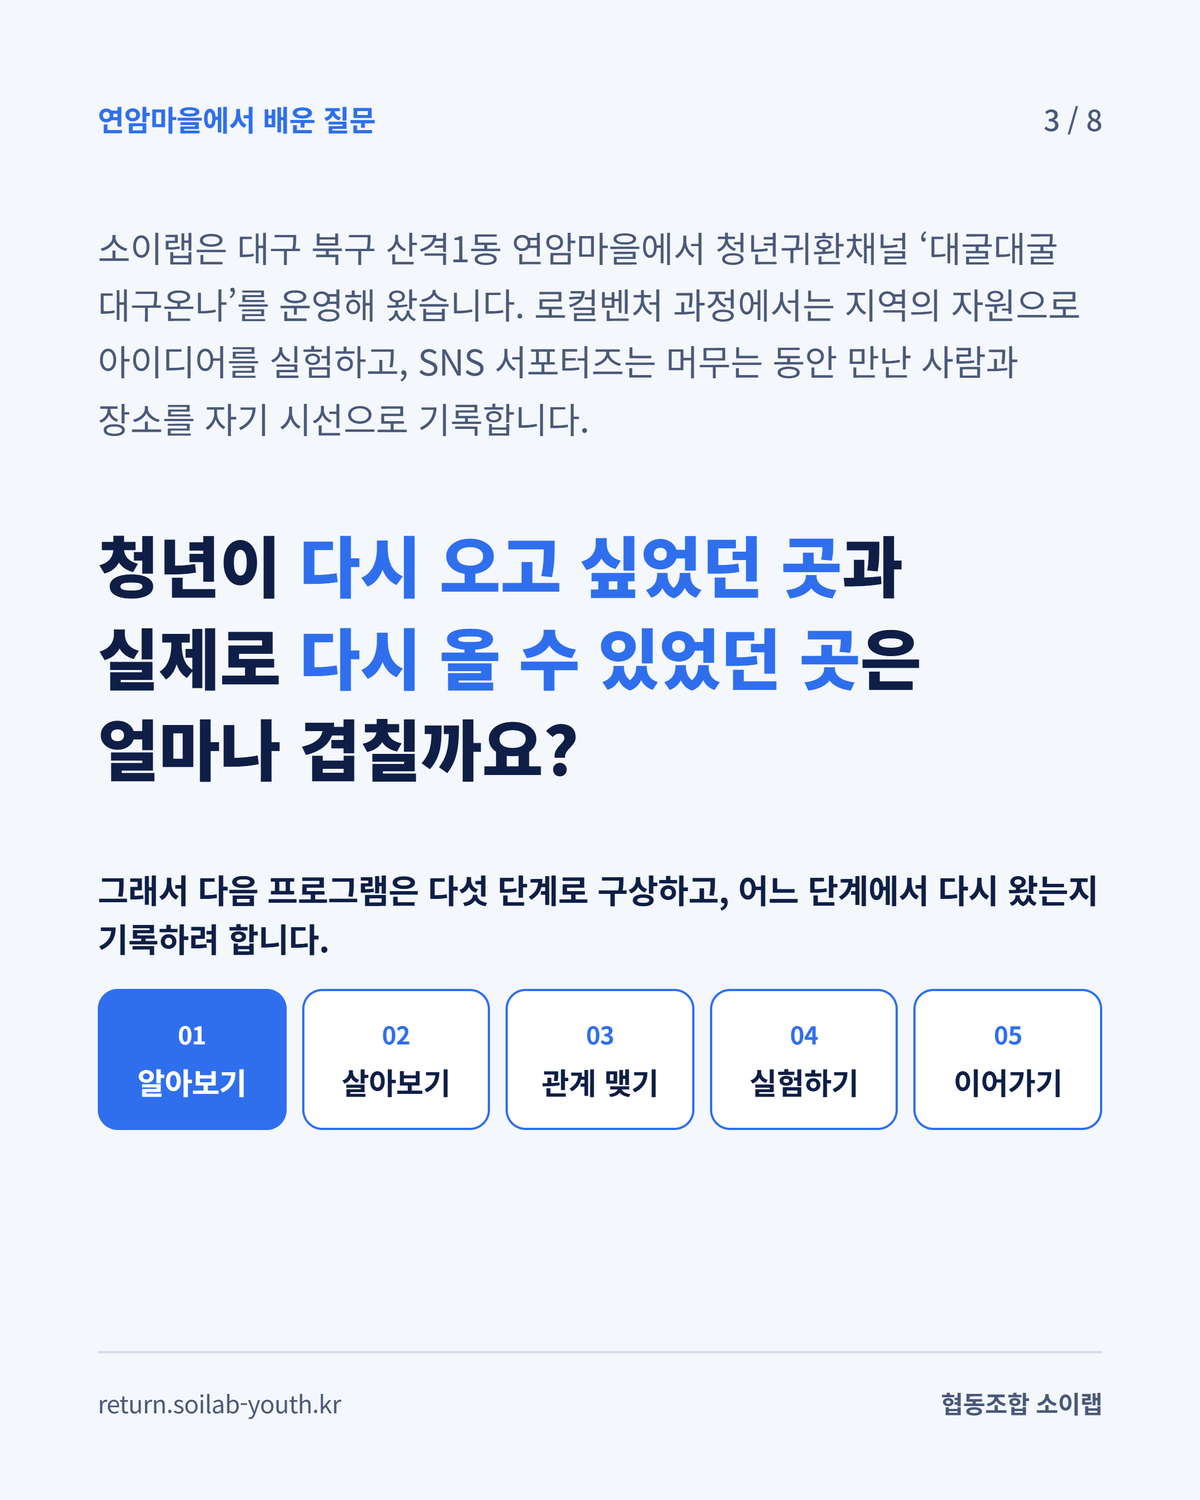 연암마을에서 배운 질문
3 / 8
소이랩은 대구 북구 산격1동 연암마을에서 청년귀환채널 ‘대굴대굴
대구온나’를 운영해 왔습니다. 로컬벤처 과정에서는 지역의 자원으로
아이디어를 실험하고, SNS 서포터즈는 머무는 동안 만난 사람과
장소를 자기 시선으로 기록합니다.
청년이 다시 오고 싶었던 곳과
실제로 다시 올 수 있었던 곳은
얼마나 겹칠까요?
그래서 다음 프로그램은 다섯 단계로 구상하고, 어느 단계에서 다시 왔는지
기록하려 합니다.
01
알아보기
02
살아보기
03
관계 맺기
04
실험하기
05
이어가기
return.soilab-youth.kr
협동조합 소이랩